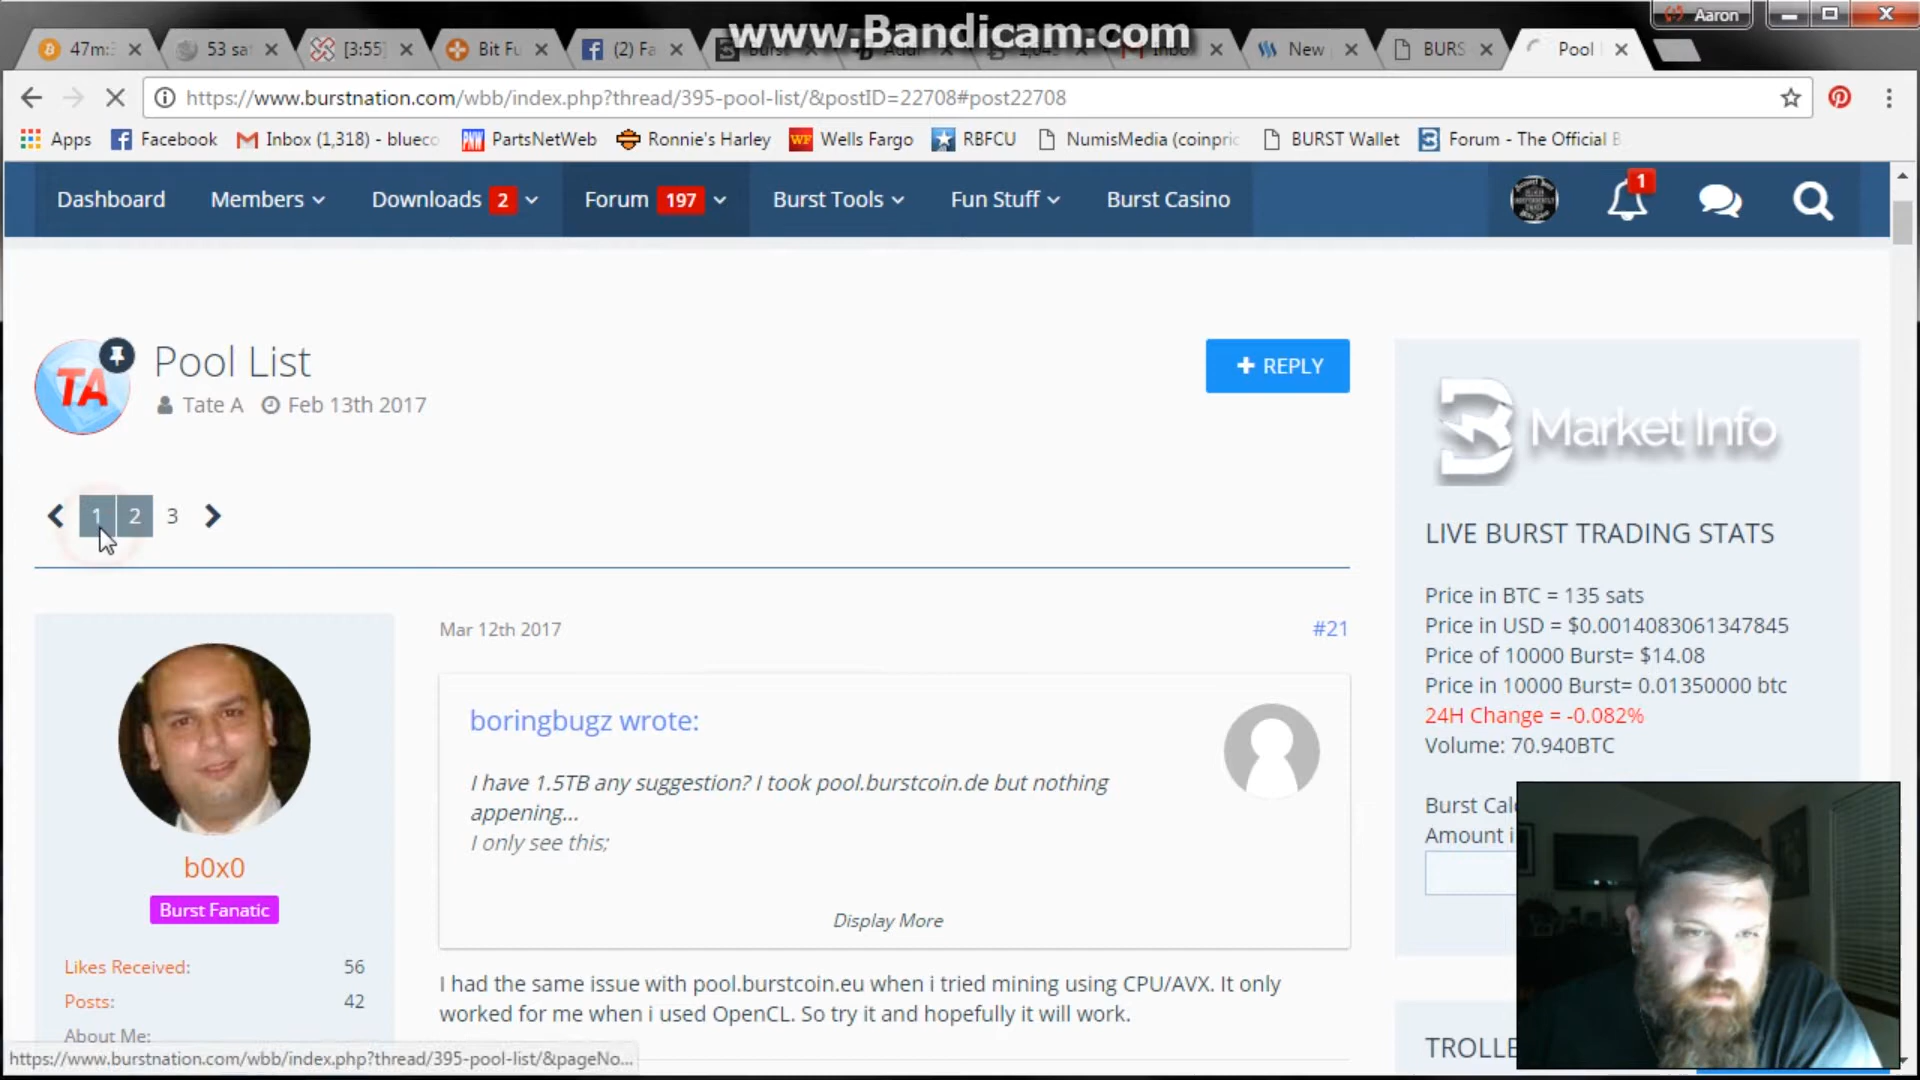 www.Bandicam.com
Aaron
47m:
53 sa
[3:55]
Bit Fu
(2) Fa
Burst
Inbo
New
BURS
Pool
https://www.burstnation.com/wbb/index.php?thread/395-pool-list/&postID=22708#post22708
Apps
Facebook
Inbox (1,318) - blueco
PartsNetWeb
Ronnie's Harley
Wells Fargo
RBFCU
NumisMedia (coinpric
BURST Wallet
Forum - The Official B
Dashboard
Members
Downloads 2
Forum 197
Burst Tools
Fun Stuff
Burst Casino
1
TA
Pool List
Tate A
Feb 13th 2017
+ REPLY
1 2 3
Mar 12th 2017
#21
boringbugz wrote:
I have 1.5TB any suggestion? I took pool.burstcoin.de but nothing
appening...
I only see this;
Display More
I had the same issue with pool.burstcoin.eu when i tried mining using CPU/AVX. It only
worked for me when i used OpenCL. So try it and hopefully it will work.
b0x0
Burst Fanatic
Likes Received: 56
Posts: 42
About Me:
Market Info
LIVE BURST TRADING STATS
Price in BTC = 135 sats
Price in USD = $0.0014083061347845
Price of 10000 Burst= $14.08
Price in 10000 Burst= 0.01350000 btc
24H Change = -0.082%
Volume: 70.940BTC
Burst Cal
Amount i
TROLLE
https://www.burstnation.com/wbb/index.php?thread/395-pool-list/&pageNo...